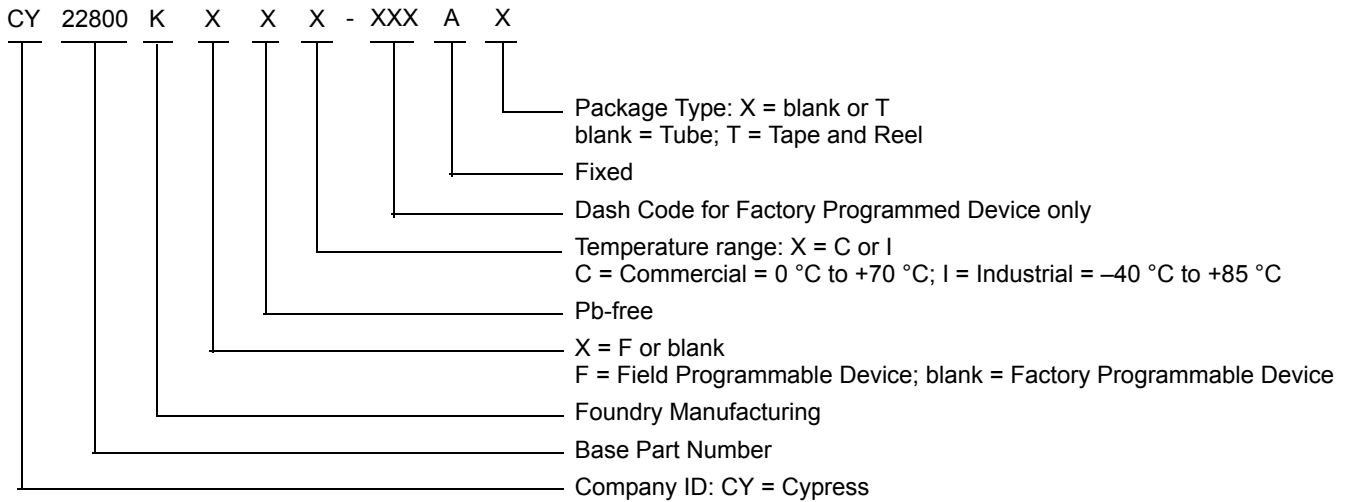 CY 22800 K X X X - XXX A X
Package Type: X = blank or T
blank = Tube; T = Tape and Reel
Fixed
Dash Code for Factory Programmed Device only
Temperature range: X = C or I
C = Commercial = 0 °C to +70 °C; I = Industrial = –40 °C to +85 °C
Pb-free
X = F or blank
F = Field Programmable Device; blank = Factory Programmable Device
Foundry Manufacturing
Base Part Number
Company ID: CY = Cypress